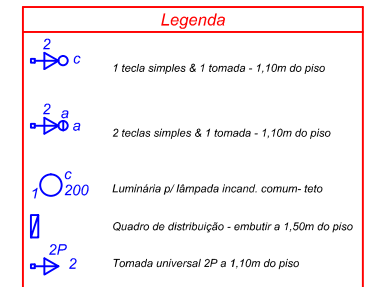 Legenda
2
c
1 tecla simples & 1 tomada - 1,10m do piso
2 a
a
2 teclas simples & 1 tomada - 1,10m do piso
c
1 200
Luminária p/ lâmpada incand. comum- teto
Quadro de distribuição - embutir a 1,50m do piso
2P
2
Tomada universal 2P a 1,10m do piso